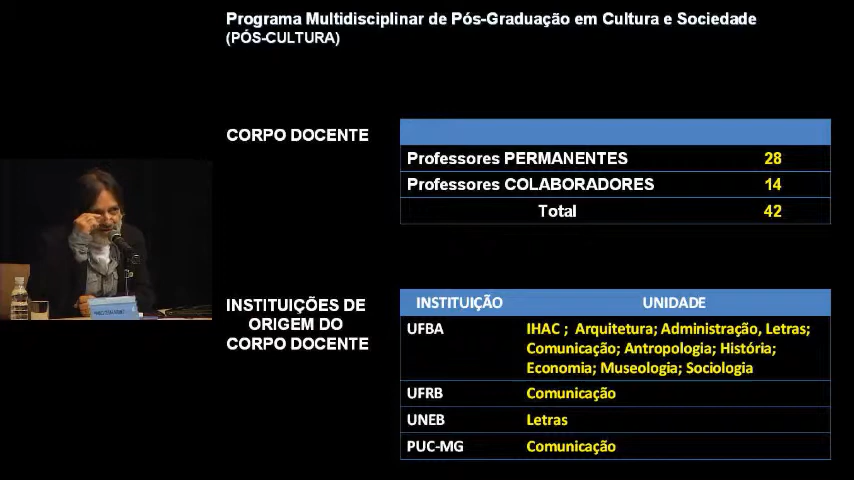 Programa Multidisciplinar de Pós-Graduação em Cultura e Sociedade
(PÓS-CULTURA)
CORPO DOCENTE
Professores PERMANENTES 28
Professores COLABORADORES 14
Total 42
INSTITUIÇÕES DE
ORIGEM DO
CORPO DOCENTE
INSTITUIÇÃO UNIDADE
UFBA IHAC ; Arquitetura; Administração, Letras;
Comunicação; Antropologia; História;
Economia; Museologia; Sociologia
UFRB Comunicação
UNEB Letras
PUC-MG Comunicação